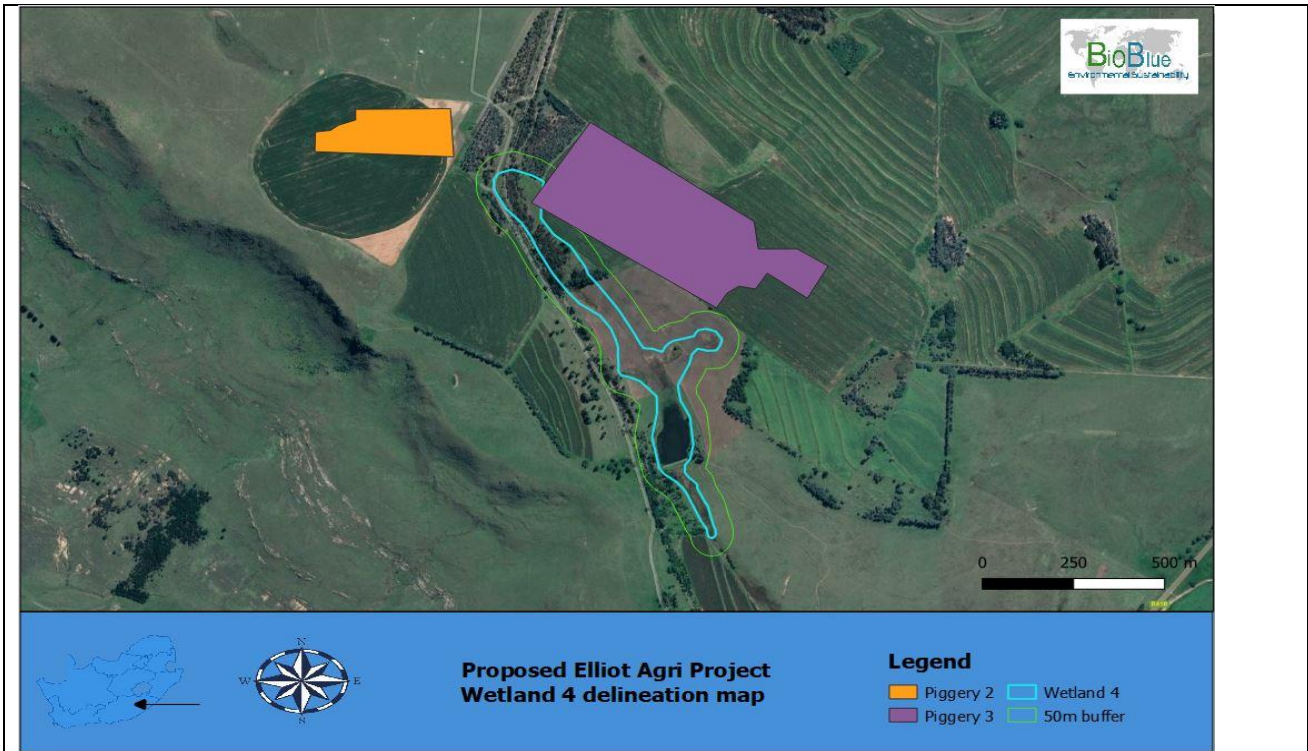 BioBlue
Environmental Sustainability
0 250 500 m
N
W E
N
Proposed Elliot Agri Project
Wetland 4 delineation map
Legend
Piggery 2 Wetland 4
Piggery 3 50m buffer